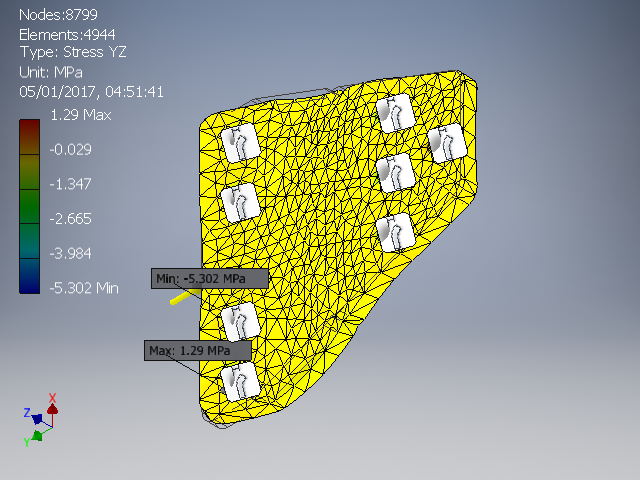 Nodes:8799
Elements:4944
Type: Stress YZ
Unit: MPa
05/01/2017, 04:51:41
1.29 Max
-0.029
-1.347
-2.665
-3.984
-5.302 Min
Min: -5.302 MPa
Max: 1.29 MPa
X
Z
Y